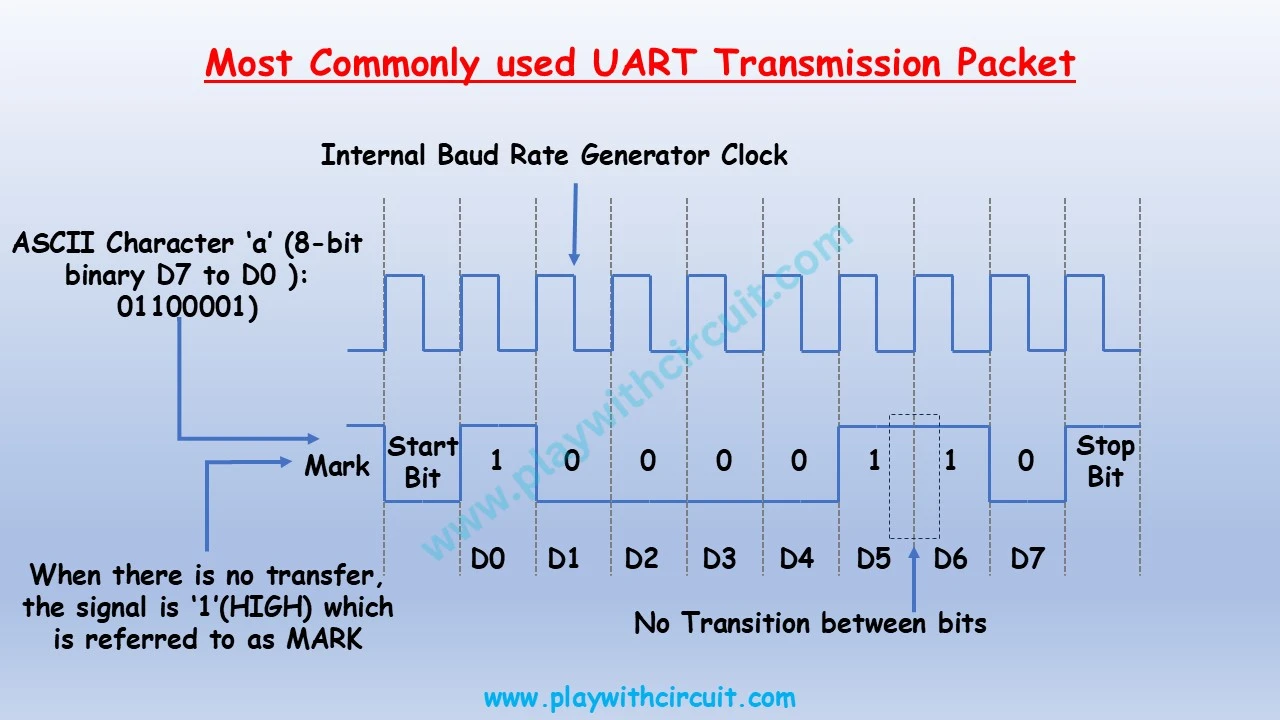 Most Commonly used UART Transmission Packet
Internal Baud Rate Generator Clock
ASCII Character ‘a’ (8-bit
binary D7 to D0 ):
01100001)
Mark
Start
Bit
1
0
0
0
0
1
1
0
Stop
Bit
D0
D1
D2
D3
D4
D5
D6
D7
When there is no transfer,
the signal is ‘1’(HIGH) which
is referred to as MARK
No Transition between bits
www.playwithcircuit.com
www.playwithcircuit.com